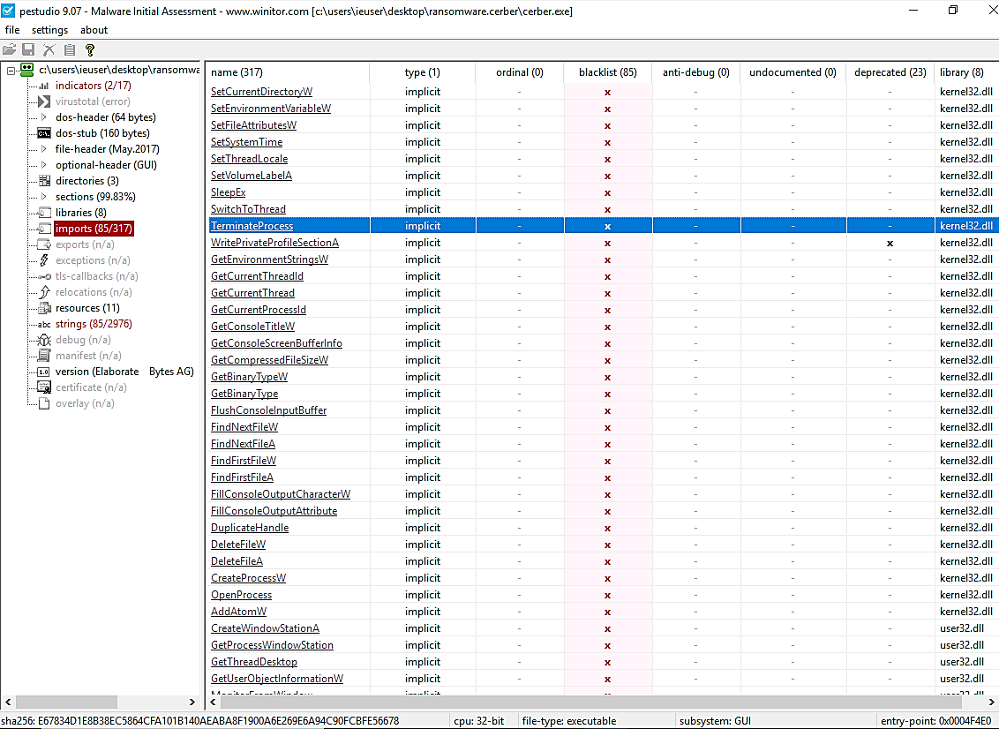 pestudio 9.07 - Malware Initial Assessment - www.winitor.com [c:\users\ieuser\desktop\ransomware.cerber\cerber.exe]
file settings about
c:\users\ieuser\desktop\ransomwa
indicators (2/17)
virustotal (error)
dos-header (64 bytes)
dos-stub (160 bytes)
file-header (May.2017)
optional-header (GUI)
directories (3)
sections (99.83%)
libraries (8)
imports (85/317)
exports (n/a)
exceptions (n/a)
tls-callbacks (n/a)
relocations (n/a)
resources (11)
abc strings (85/2976)
debug (n/a)
manifest (n/a)
1.0 version (Elaborate Bytes AG)
certificate (n/a)
overlay (n/a)
name (317) type (1) ordinal (0) blacklist (85) anti-debug (0) undocumented (0) deprecated (23) library (8)
SetCurrentDirectoryW implicit - x - - - kernel32.dll
SetEnvironmentVariableW implicit - x - - - kernel32.dll
SetFileAttributesW implicit - x - - - kernel32.dll
SetSystemTime implicit - x - - - kernel32.dll
SetThreadLocale implicit - x - - - kernel32.dll
SetVolumeLabelA implicit - x - - - kernel32.dll
SleepEx implicit - x - - - kernel32.dll
SwitchToThread implicit - x - - - kernel32.dll
TerminateProcess implicit - x - - - kernel32.dll
WritePrivateProfileSectionA implicit - x - - x kernel32.dll
GetEnvironmentStringsW implicit - x - - - kernel32.dll
GetCurrentThreadId implicit - x - - - kernel32.dll
GetCurrentThread implicit - x - - - kernel32.dll
GetCurrentProcessId implicit - x - - - kernel32.dll
GetConsoleTitleW implicit - x - - - kernel32.dll
GetConsoleScreenBufferInfo implicit - x - - - kernel32.dll
GetCompressedFileSizeW implicit - x - - - kernel32.dll
GetBinaryTypeW implicit - x - - - kernel32.dll
GetBinaryType implicit - x - - - kernel32.dll
FlushConsoleInputBuffer implicit - x - - - kernel32.dll
FindNextFileW implicit - x - - - kernel32.dll
FindNextFileA implicit - x - - - kernel32.dll
FindFirstFileW implicit - x - - - kernel32.dll
FindFirstFileA implicit - x - - - kernel32.dll
FillConsoleOutputCharacterW implicit - x - - - kernel32.dll
FillConsoleOutputAttribute implicit - x - - - kernel32.dll
DuplicateHandle implicit - x - - - kernel32.dll
DeleteFileW implicit - x - - - kernel32.dll
DeleteFileA implicit - x - - - kernel32.dll
CreateProcessW implicit - x - - - kernel32.dll
OpenProcess implicit - x - - - kernel32.dll
AddAtomW implicit - x - - - kernel32.dll
CreateWindowStationA implicit - x - - - user32.dll
GetProcessWindowStation implicit - x - - - user32.dll
GetThreadDesktop implicit - x - - - user32.dll
GetUserObjectInformationW implicit - x - - - user32.dll
MonitorFromWindow implicit - x - - - user32.dll
sha256: E67834D1E8B38EC5864CFA101B140AEABA8F1900A6E269E6A94C90FCBFE56678 cpu: 32-bit file-type: executable subsystem: GUI entry-point: 0x0004F4E0